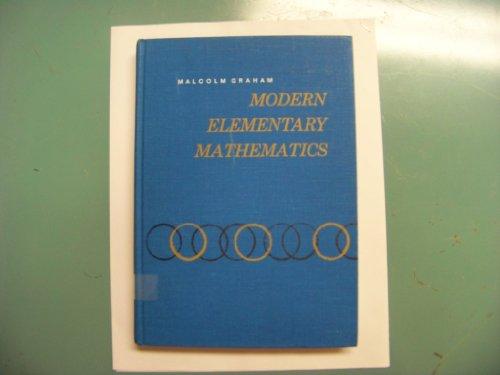 MALCOLM GRAHAM
MODERN
ELEMENTARY
MATHEMATICS